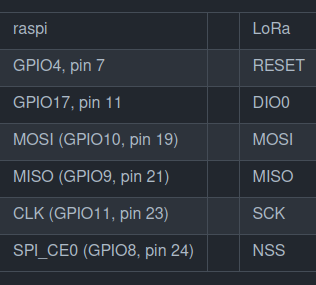 raspi LoRa
GPIO4, pin 7 RESET
GPIO17, pin 11 DIO0
MOSI (GPIO10, pin 19) MOSI
MISO (GPIO9, pin 21) MISO
CLK (GPIO11, pin 23) SCK
SPI_CE0 (GPIO8, pin 24) NSS